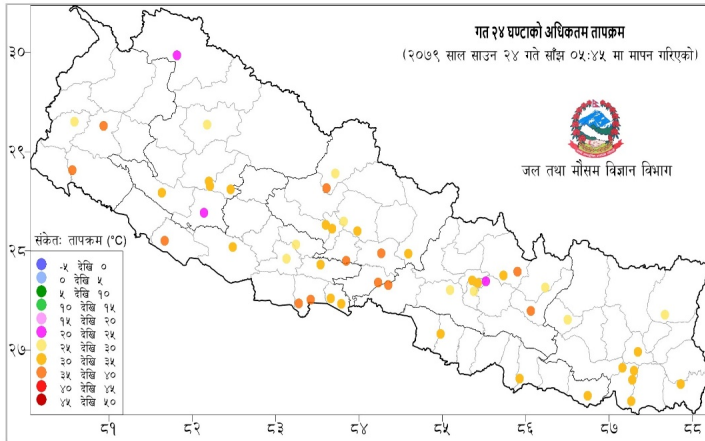 गत २४ घण्टाको अधिकतम तापक्रम
(२०७९ साल साउन २४ गते साँझ ०५:४५ मा मापन गरिएको)
जल तथा मौसम विज्ञान विभाग
३०
२९
२८
२७
संकेतः तापक्रम (°C)
-५ देखि ०
० देखि ५
५ देखि १०
१० देखि १५
१५ देखि २०
२० देखि २५
२५ देखि ३०
३० देखि ३५
३५ देखि ४०
४० देखि ४५
४५ देखि ५०
८१ ८२ ८३ ८४ ८५ ८६ ८७ ८८